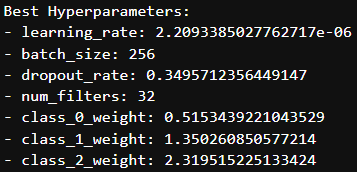 Best Hyperparameters:
- learning_rate: 2.2093385027762717e-06
- batch_size: 256
- dropout_rate: 0.3495712356449147
- num_filters: 32
- class_0_weight: 0.5153439221043529
- class_1_weight: 1.350260850577214
- class_2_weight: 2.319515225133424